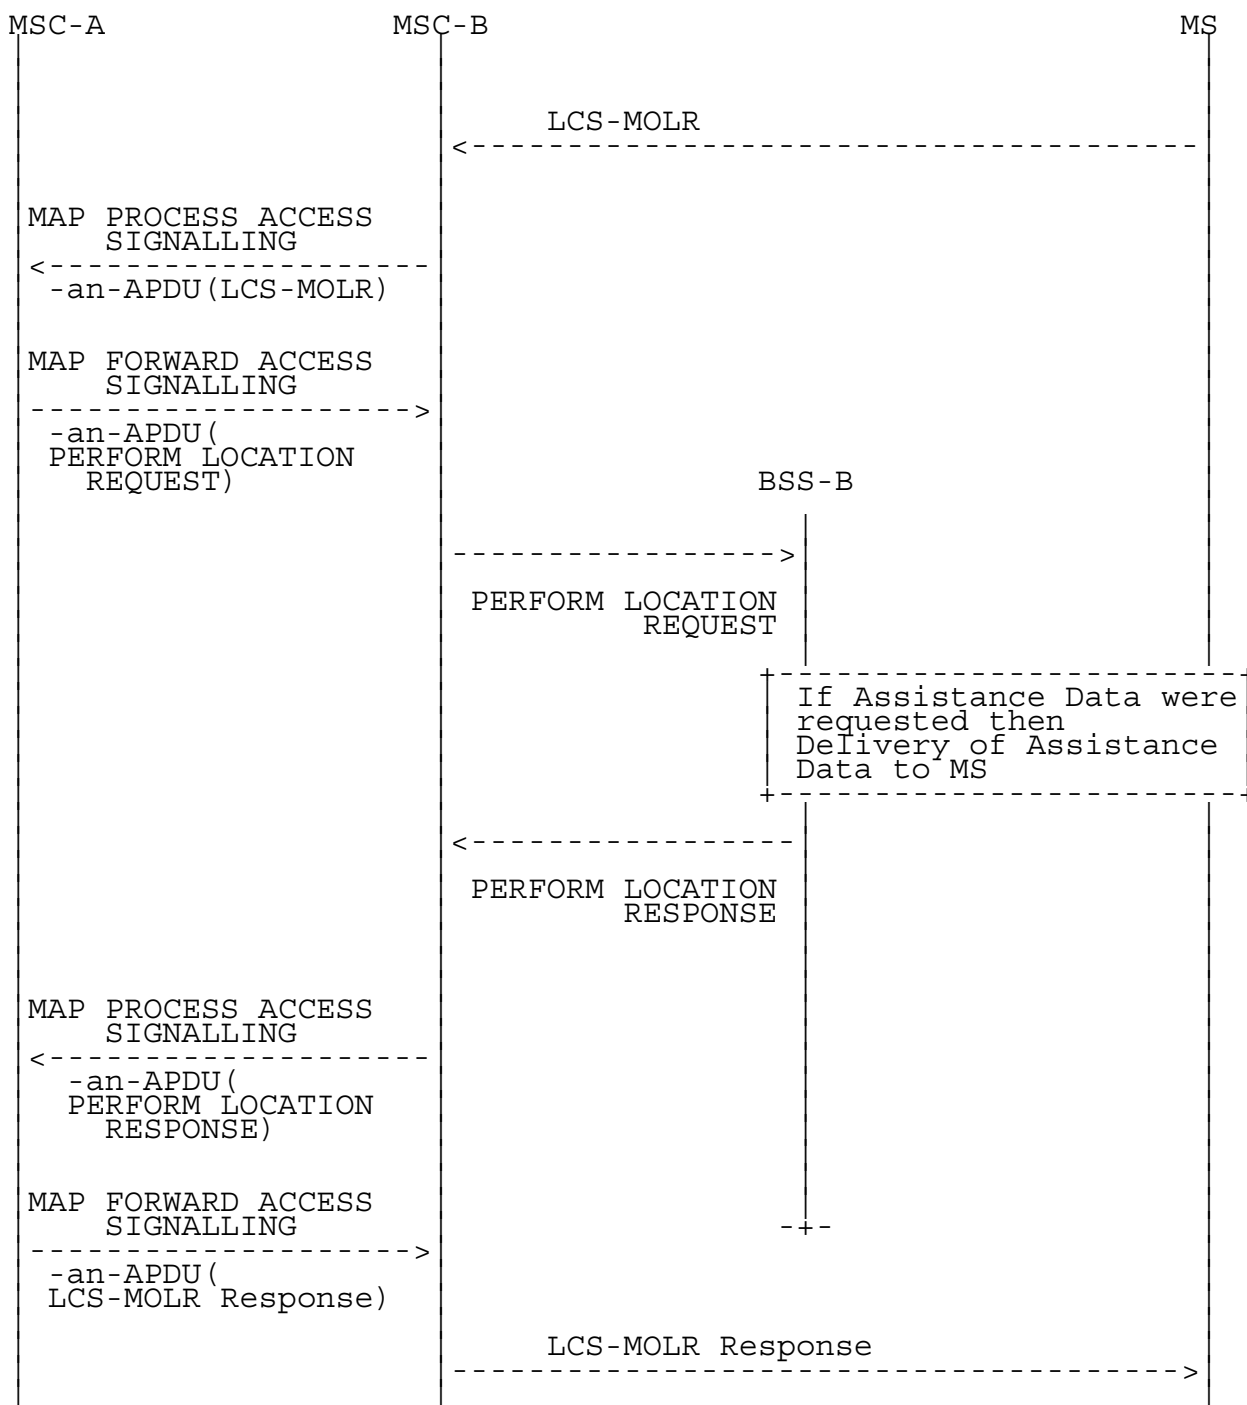 MSC-A MSC-B MS
LCS-MOLR
MAP PROCESS ACCESS
SIGNALLING
-an-APDU(LCS-MOLR)
MAP FORWARD ACCESS
SIGNALLING
-an-APDU(
PERFORM LOCATION
REQUEST)
BSS-B
PERFORM LOCATION
REQUEST
If Assistance Data were
requested then
Delivery of Assistance
Data to MS
PERFORM LOCATION
RESPONSE
MAP PROCESS ACCESS
SIGNALLING
-an-APDU(
PERFORM LOCATION
RESPONSE)
MAP FORWARD ACCESS
SIGNALLING
-an-APDU(
LCS-MOLR Response)
LCS-MOLR Response